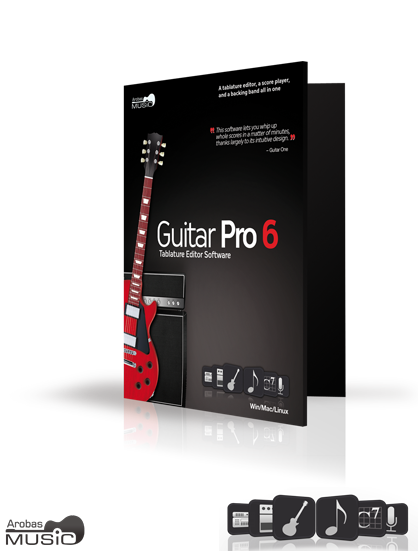 Arobas
MUSIC
A tablature editor, a score player,
and a backing band all in one
"This software lets you whip up
whole scores in a matter of minutes,
thanks largely to its intuitive design."
– Guitar One
Guitar Pro 6
Tablature Editor Software
7
Win/Mac/Linux
Arobas
MUSIC
7